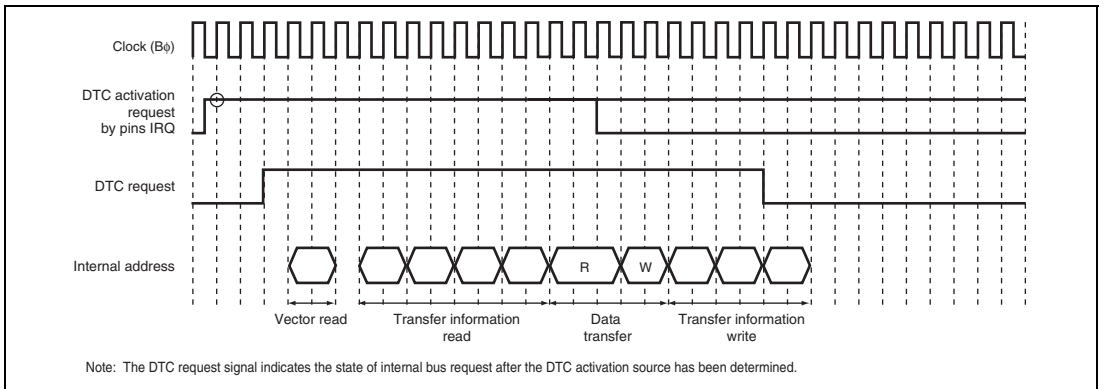 Clock (Bϕ)
DTC activation
request
by pins IRQ
DTC request
Internal address
R
W
Vector read
Transfer information
read
Data
transfer
Transfer information
write
Note: The DTC request signal indicates the state of internal bus request after the DTC activation source has been determined.